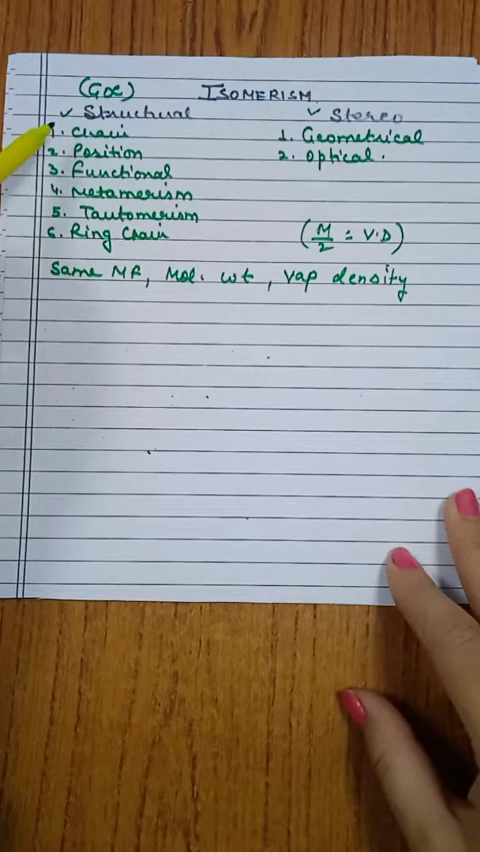 (GOC) ISOMERISM
✓ Structural ✓ Stereo
1. Chain 1. Geometrical
2. Position 2. Optical.
3. Functional
4. Metamerism
5. Tautomerism
6. Ring Chain (M/2 = V.D)
Same MF, Mol. wt, Vap density